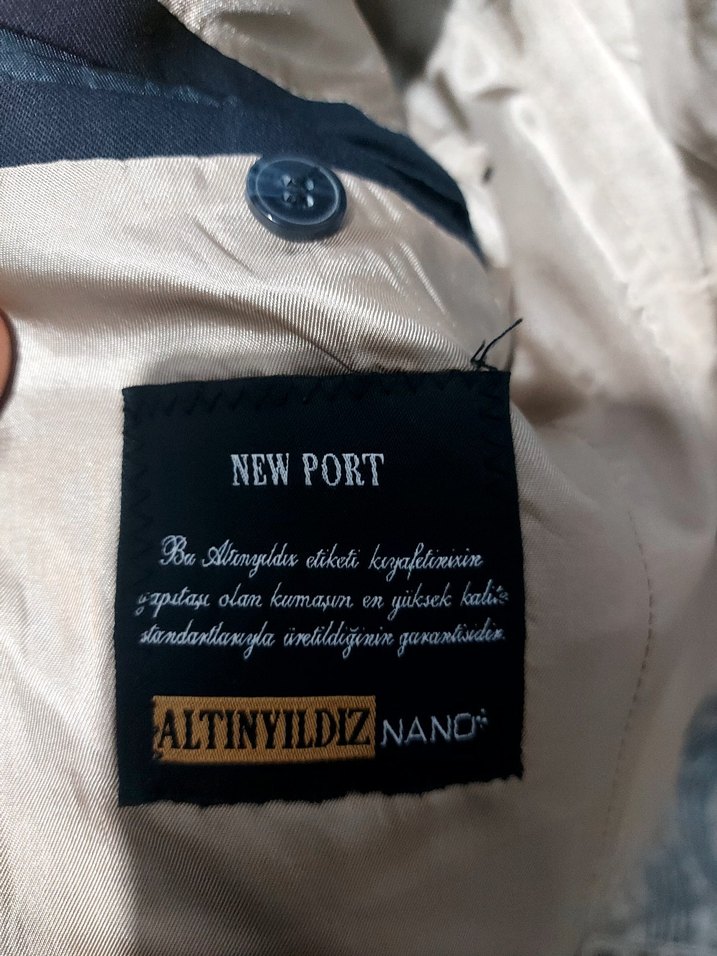 NEW PORT
Bu Altınyıldız etiketi kıyafetinizin
yapıtaşı olan kumaşın en yüksek kalite
standartlarıyla üretildiğinin garantisidir.
ALTINYILDIZ NANO